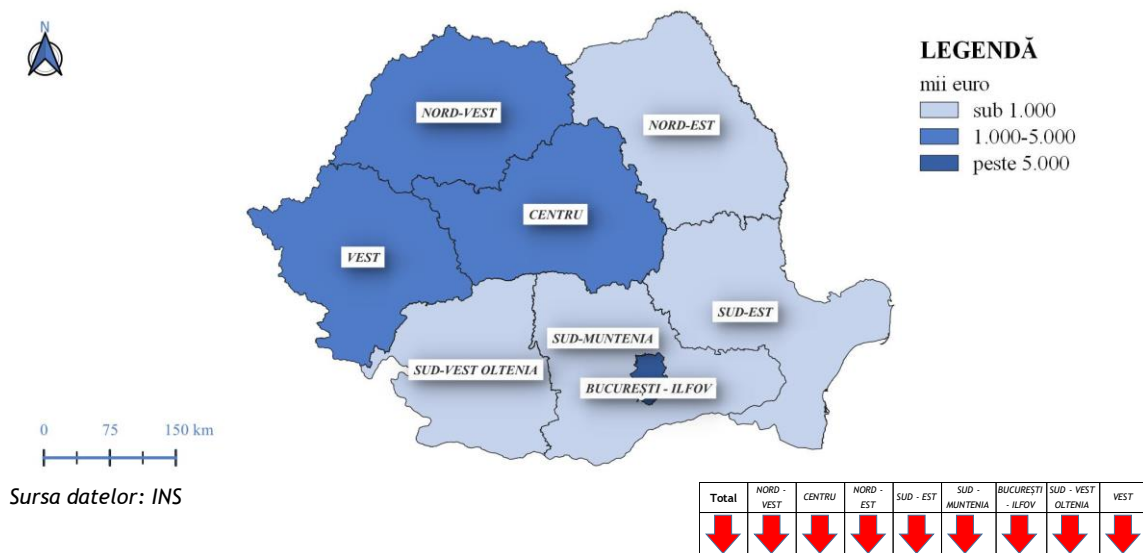 N
LEGENDĂ
mii euro
sub 1.000
1.000-5.000
peste 5.000
NORD-VEST
NORD-EST
CENTRU
VEST
SUD-EST
SUD-MUNTENIA
SUD-VEST OLTENIA
BUCUREȘTI - ILFOV
0 75 150 km
Sursa datelor: INS
Total
NORD -
VEST
CENTRU
NORD -
EST
SUD - EST
SUD -
MUNTENIA
BUCUREȘTI
- ILFOV
SUD - VEST
OLTENIA
VEST